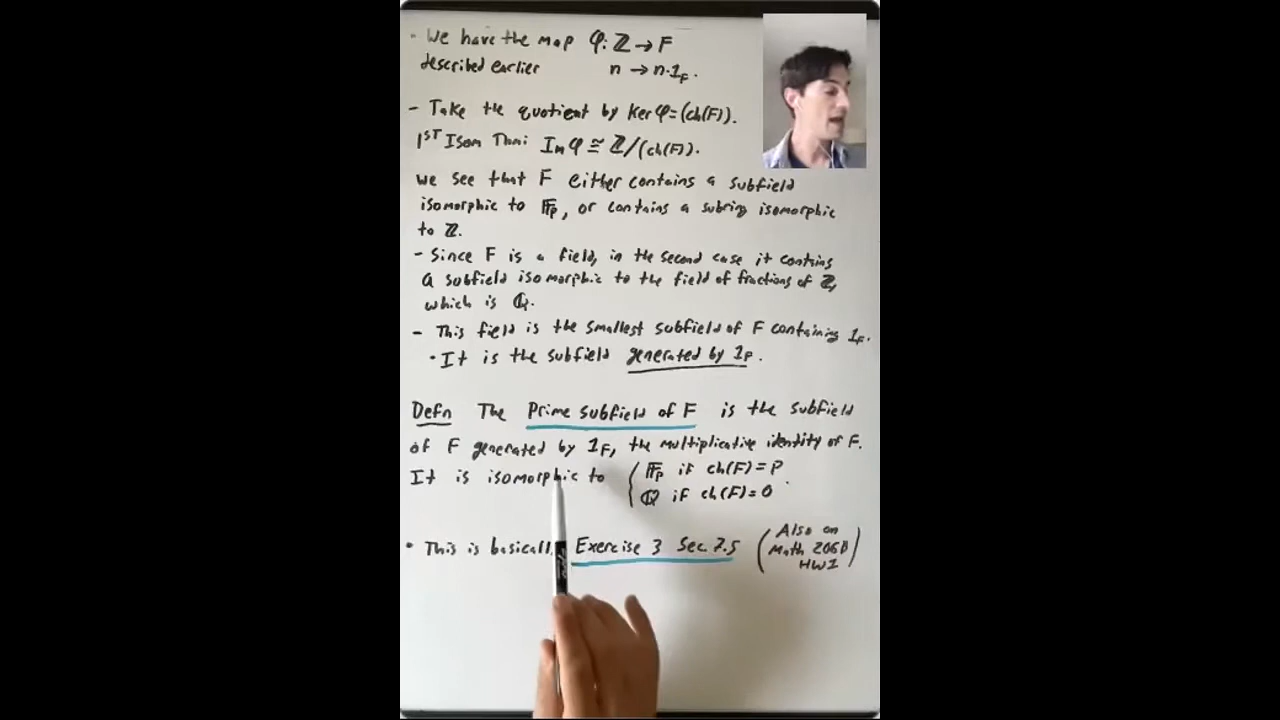 · We have the map φ: ℤ → F
described earlier n → n·1_F.
- Take the quotient by Ker φ = (ch(F)).
1ST Isom Thm: Im φ ≅ ℤ/(ch(F)).
We see that F either contains a subfield
isomorphic to 𝔽_p, or contains a subring isomorphic
to ℤ.
- Since F is a field, in the second case it contains
a subfield isomorphic to the field of fractions of ℤ,
which is ℚ.
- This field is the smallest subfield of F containing 1_F.
· It is the subfield generated by 1_F.
Defn The Prime subfield of F is the subfield
of F generated by 1_F, the multiplicative identity of F.
It is isomorphic to { 𝔽_p if ch(F) = P
ℚ if ch(F) = 0 .
· This is basicall Exercise 3 Sec. 7.5
(Also on
Math 206B
HW1)